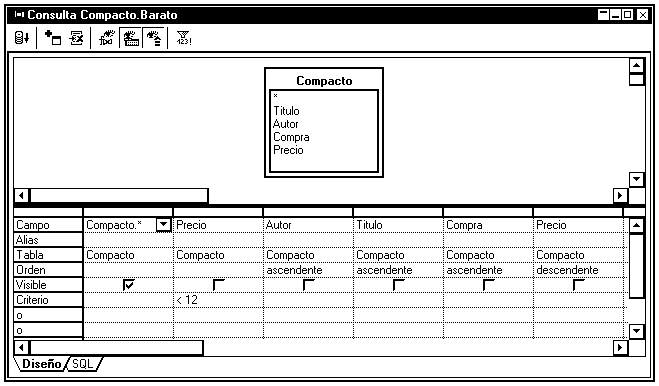 Consulta Compacto.Barato
f(x)
123!
Compacto
*
Titulo
Autor
Compra
Precio
Campo Compacto.* Precio Autor Titulo Compra Precio
Alias
Tabla Compacto Compacto Compacto Compacto Compacto Compacto
Orden ascendente ascendente ascendente descendente
Visible
Criterio < 12
o
o
Diseño SQL